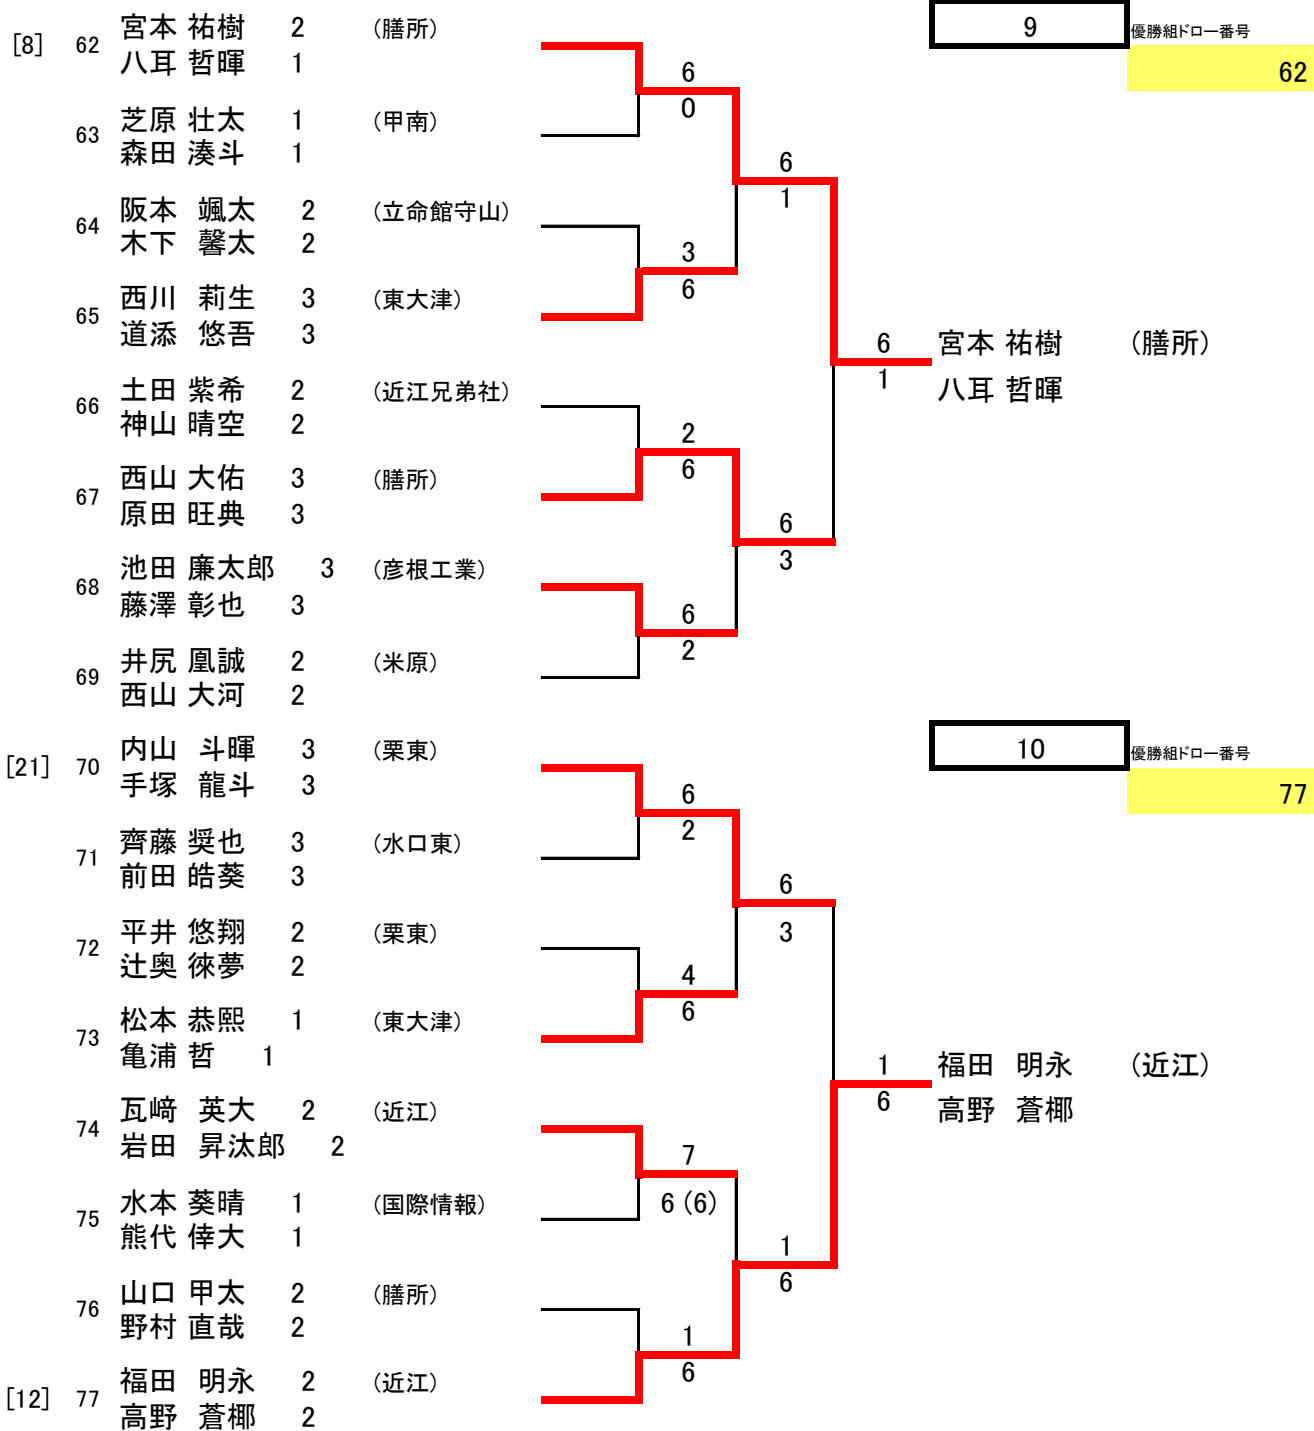 [8] 62 宮本 祐樹 2 (膳所)
八耳 哲暉 1
9 優勝組ドロー番号
62
6
0
63 芝原 壮太 1 (甲南)
森田 湊斗 1
6
1
64 阪本 颯太 2 (立命館守山)
木下 馨太 2
3
6
65 西川 莉生 3 (東大津)
道添 悠吾 3
6 宮本 祐樹 (膳所)
1 八耳 哲暉
66 土田 紫希 2 (近江兄弟社)
神山 晴空 2
2
6
67 西山 大佑 3 (膳所)
原田 旺典 3
6
3
68 池田 廉太郎 3 (彦根工業)
藤澤 彰也 3
6
2
69 井尻 凰誠 2 (米原)
西山 大河 2
[21] 70 内山 斗暉 3 (栗東)
手塚 龍斗 3
10 優勝組ドロー番号
77
6
2
71 齊藤 奨也 3 (水口東)
前田 皓葵 3
6
3
72 平井 悠翔 2 (栗東)
辻奥 徠夢 2
4
6
73 松本 恭熙 1 (東大津)
亀浦 哲 1
1 福田 明永 (近江)
6 高野 蒼椰
74 瓦﨑 英大 2 (近江)
岩田 昇汰郎 2
7
6 (6)
75 水本 葵晴 1 (国際情報)
熊代 倖大 1
1
6
76 山口 甲太 2 (膳所)
野村 直哉 2
1
6
[12] 77 福田 明永 2 (近江)
高野 蒼椰 2